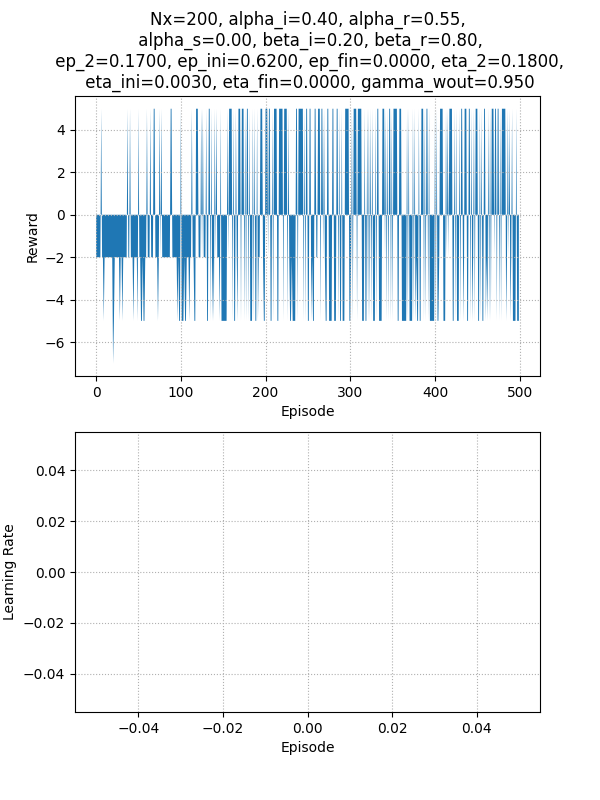 Nx=200, alpha_i=0.40, alpha_r=0.55,
alpha_s=0.00, beta_i=0.20, beta_r=0.80,
ep_2=0.1700, ep_ini=0.6200, ep_fin=0.0000, eta_2=0.1800,
eta_ini=0.0030, eta_fin=0.0000, gamma_wout=0.950
4
2
0
−2
−4
−6
Reward
0
100
200
300
400
500
Episode
0.04
0.02
0.00
−0.02
−0.04
Learning Rate
−0.04
−0.02
0.00
0.02
0.04
Episode